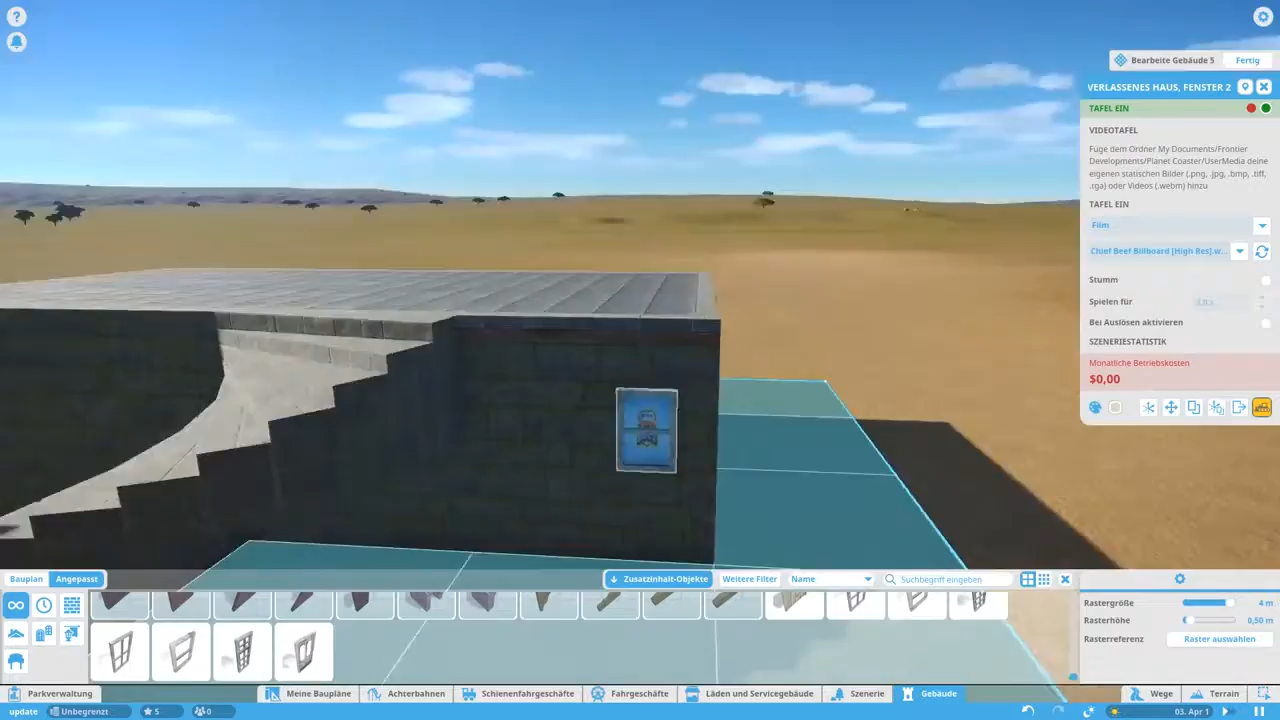 ?
Bearbeite Gebäude 5
Fertig
VERLASSENES HAUS, FENSTER 2
TAFEL EIN
VIDEOTAFEL
Füge dem Ordner My Documents/Frontier
Developments/Planet Coaster/UserMedia deine
eigenen statischen Bilder (.png, .jpg, .bmp, .tiff,
.tga) oder Videos (.webm) hinzu
TAFEL EIN
Film
Chief Beef Billboard [High Res].w...
Stumm
Spielen für
Bei Auslösen aktivieren
SZENERIESTATISTIK
Monatliche Betriebskosten
$0,00
Bauplan
Angepasst
Zusatzinhalt-Objekte
Weitere Filter
Name
Suchbegriff eingeben
Rastergröße
4 m
Rasterhöhe
0,50 m
Rasterreferenz
Raster auswählen
Parkverwaltung
Meine Baupläne
Achterbahnen
Schienenfahrgeschäfte
Fahrgeschäfte
Läden und Servicegebäude
Szenerie
Gebäude
Wege
Terrain
update
Unbegrenzt
5
0
03. Apr 1